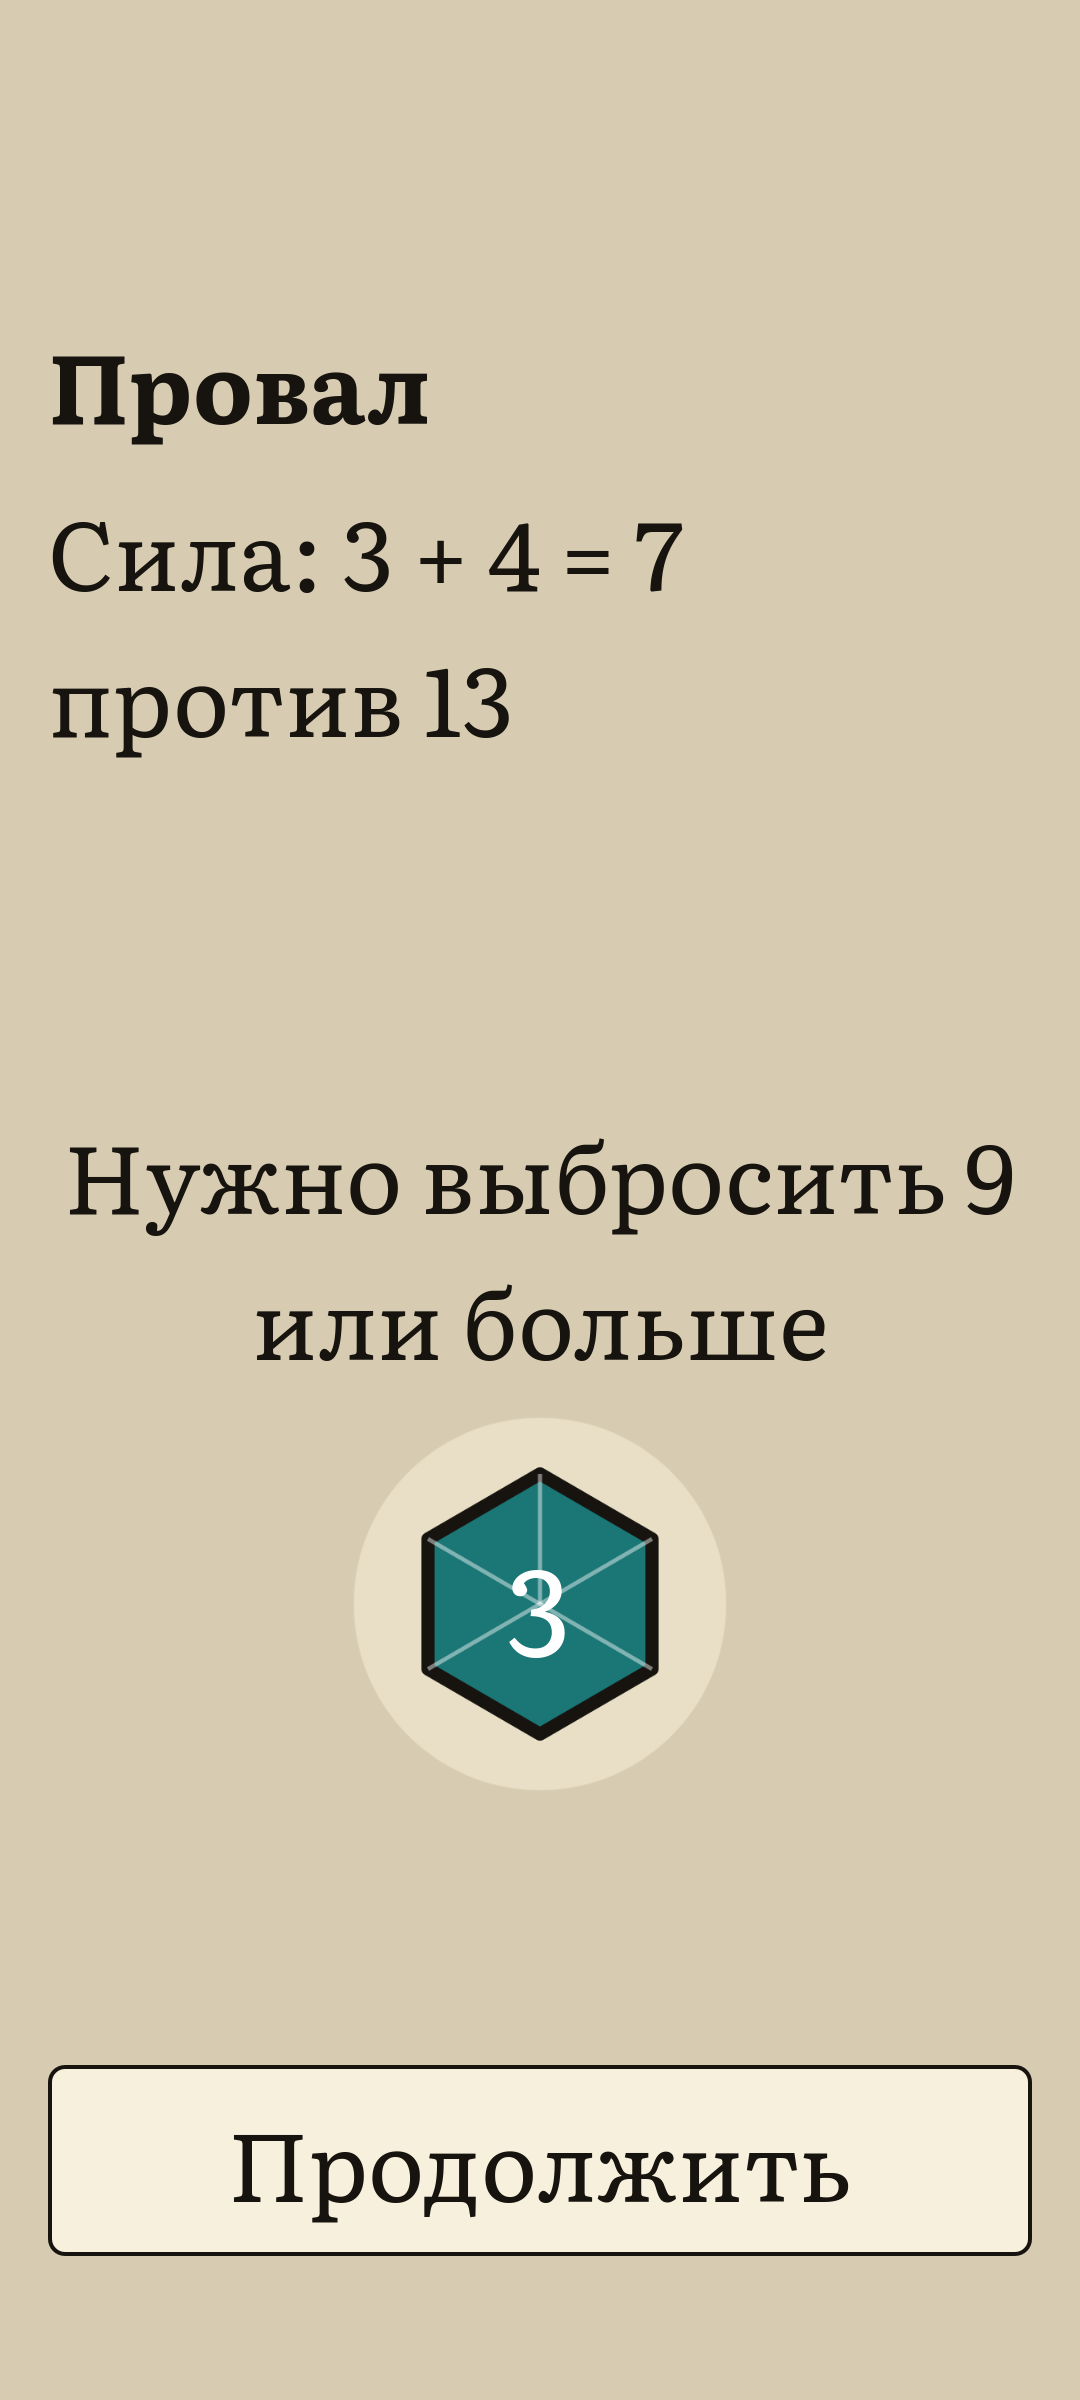 Провал
Сила: 3 + 4 = 7
против 13
Нужно выбросить 9
или больше
3
Продолжить